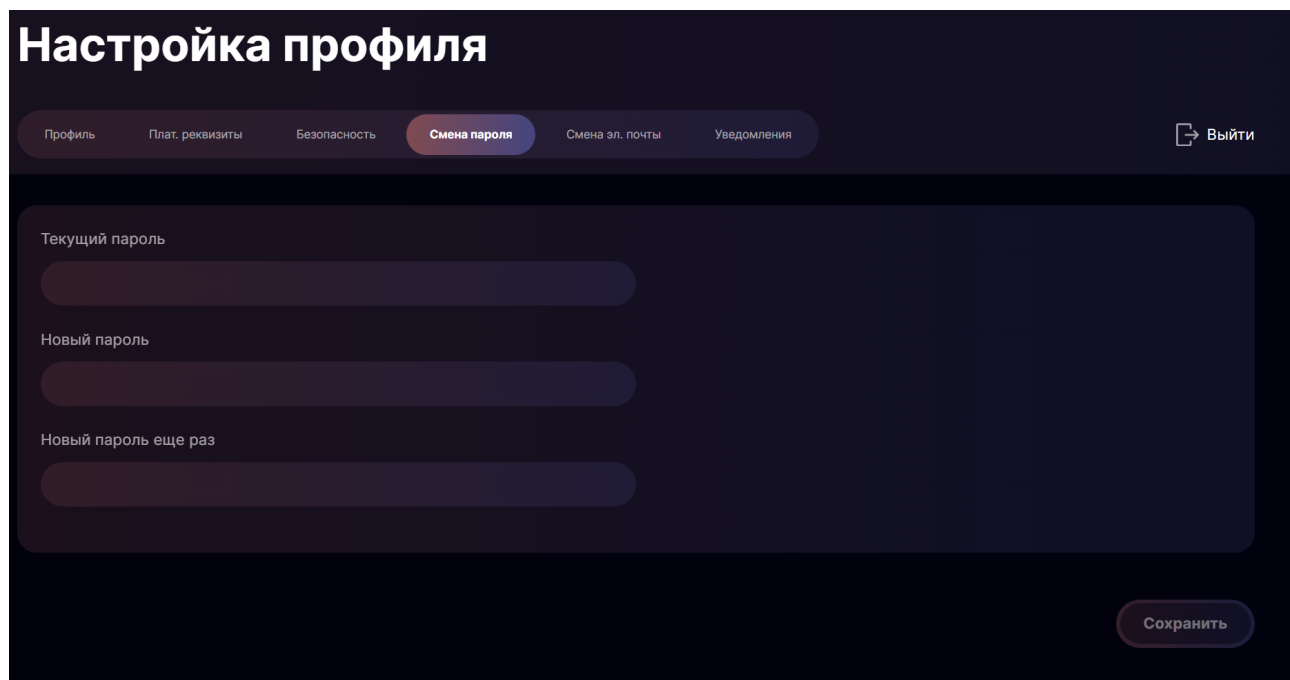 Настройка профиля
Профиль Плат. реквизиты Безопасность Смена пароля Смена эл. почты Уведомления Выйти
Текущий пароль
Новый пароль
Новый пароль еще раз
Сохранить